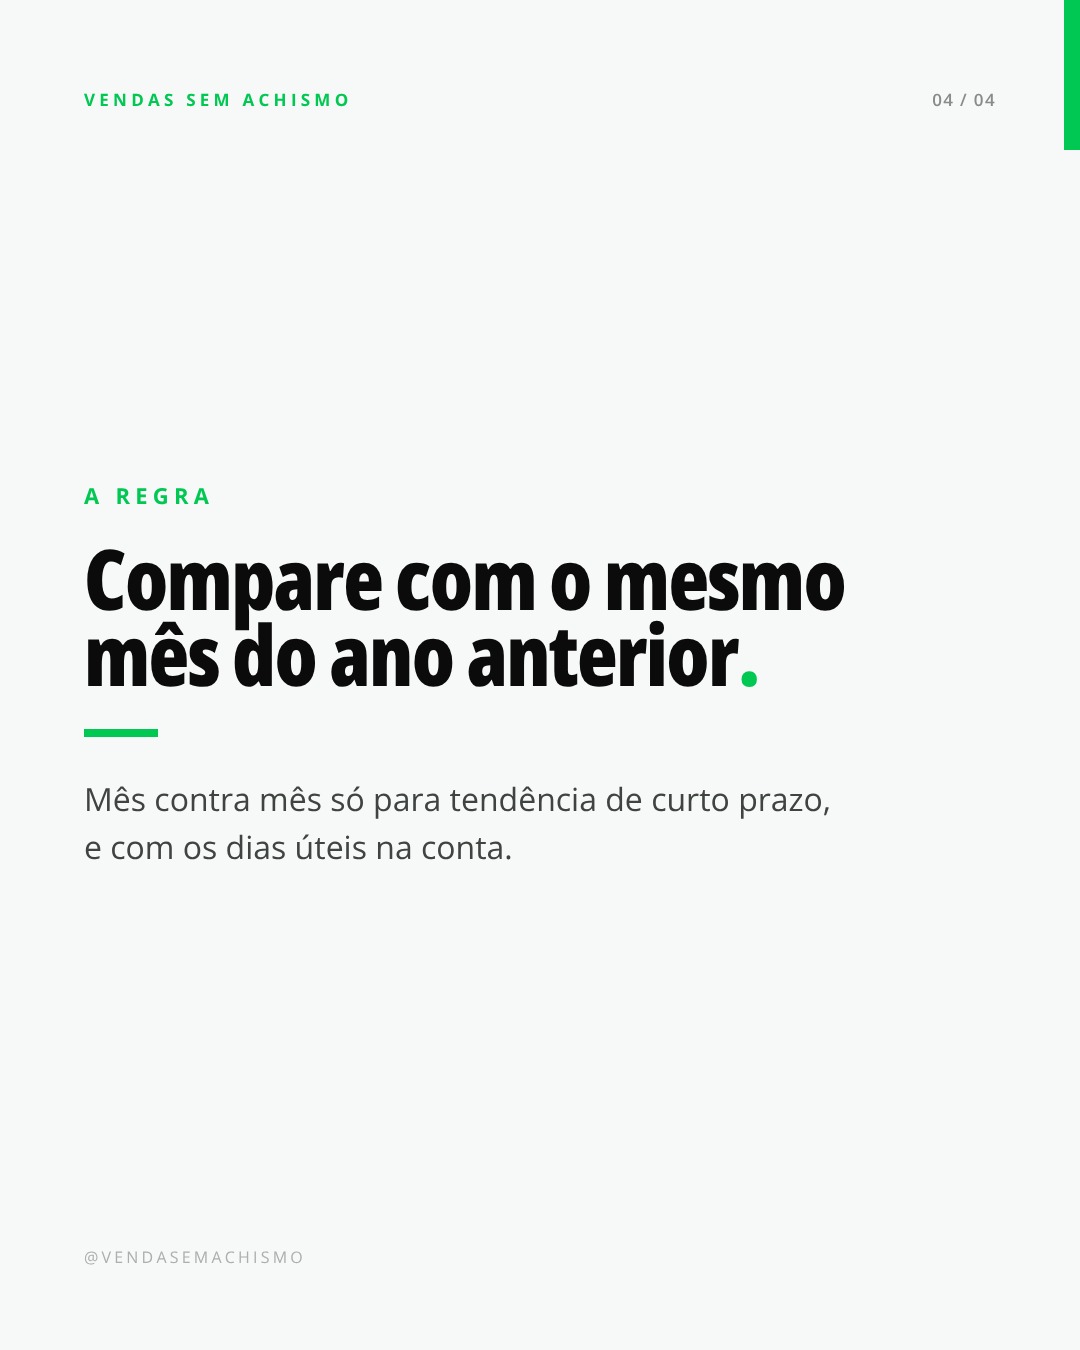 VENDAS SEM ACHISMO
04 / 04
A REGRA
Compare com o mesmo
mês do ano anterior.
Mês contra mês só para tendência de curto prazo,
e com os dias úteis na conta.
@VENDASEMACHISMO